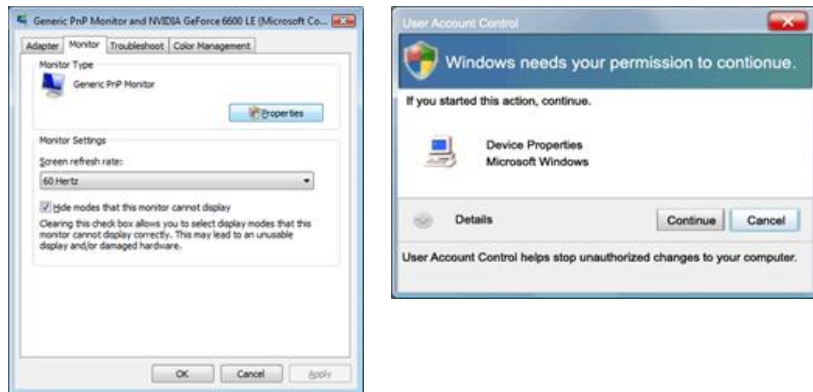 Generic PnP Monitor and NVIDIA GeForce 6600 LE (Microsoft Co...
Adapter Monitor Troubleshoot Color Management
Monitor Type
Generic PnP Monitor
Properties
Monitor Settings
Screen refresh rate:
60 Hertz
Hide modes that this monitor cannot display
Clearing this check box allows you to select display modes that this
monitor cannot display correctly. This may lead to an unusable
display and/or damaged hardware.
OK Cancel Apply
User Account Control
Windows needs your permission to contionue.
If you started this action, continue.
Device Properties
Microsoft Windows
Details Continue Cancel
User Account Control helps stop unauthorized changes to your computer.